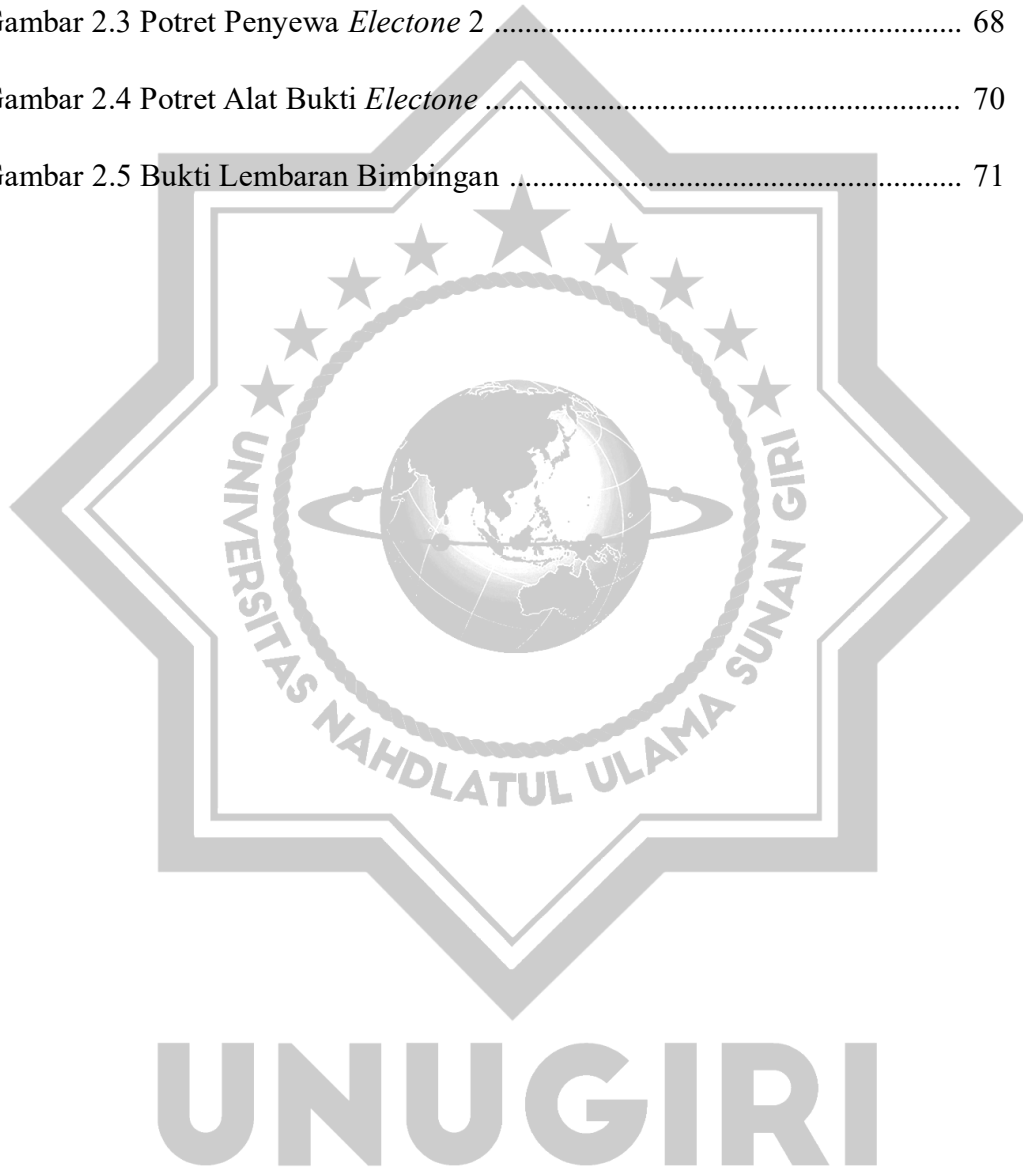 Gambar 2.3 Potret Penyewa Electone 2 ........................................................ 68
Gambar 2.4 Potret Alat Bukti Electone ......................................................... 70
Gambar 2.5 Bukti Lembaran Bimbingan ...................................................... 71
UNIVERSITAS NAHDLATUL ULAMA SUNAN GIRI
UNUGIRI